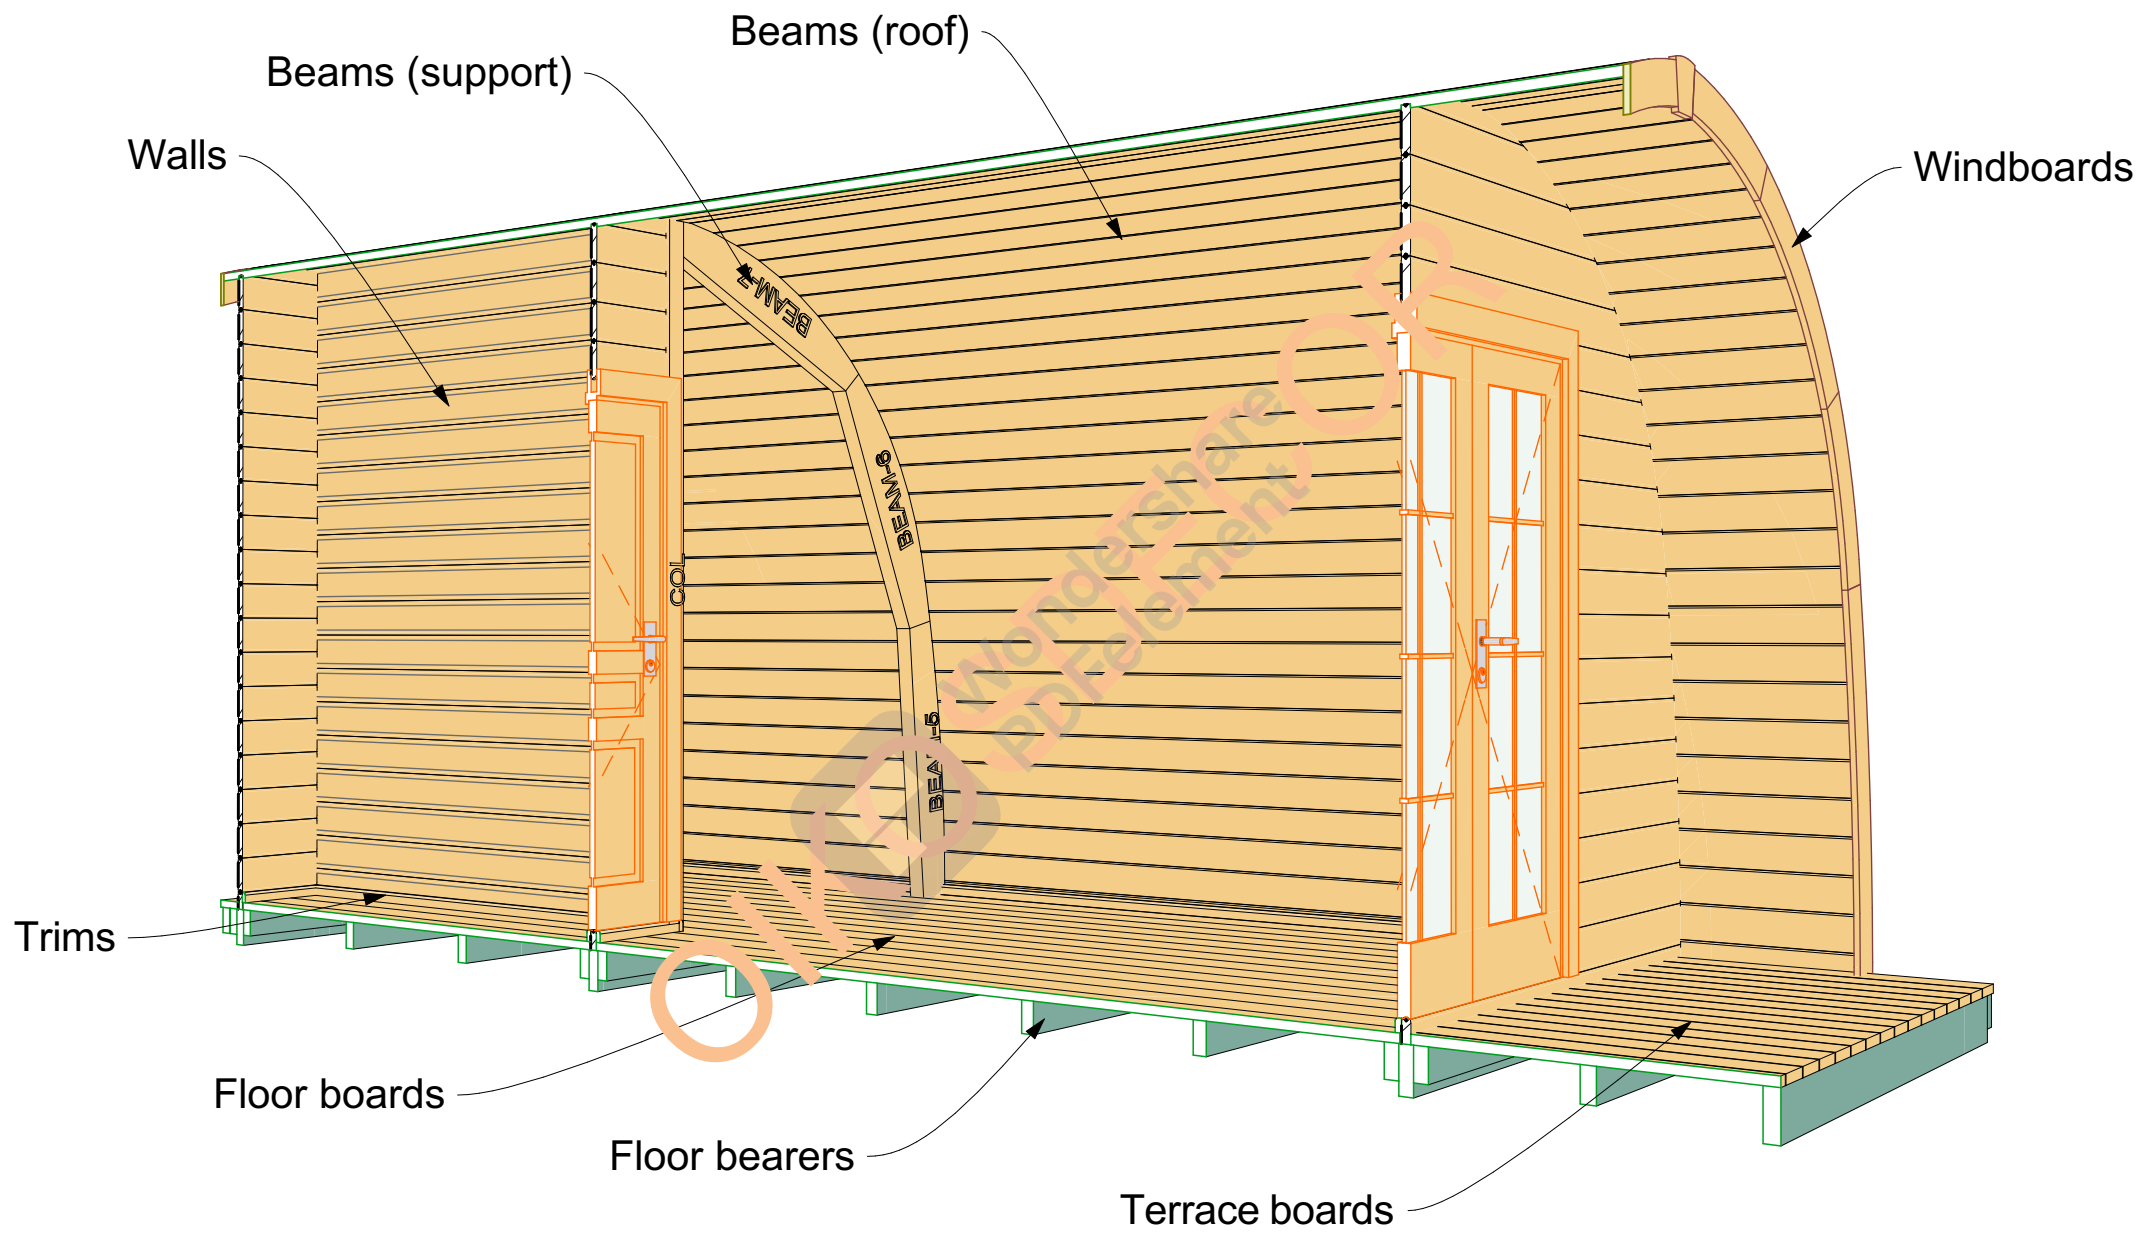 Beams (roof)
Beams (support)
Walls
Windboards
BEAM-7
BEAM-6
COL
BEAM-5
Wondershare
PDFelement
Trims
Floor boards
Floor bearers
Terrace boards